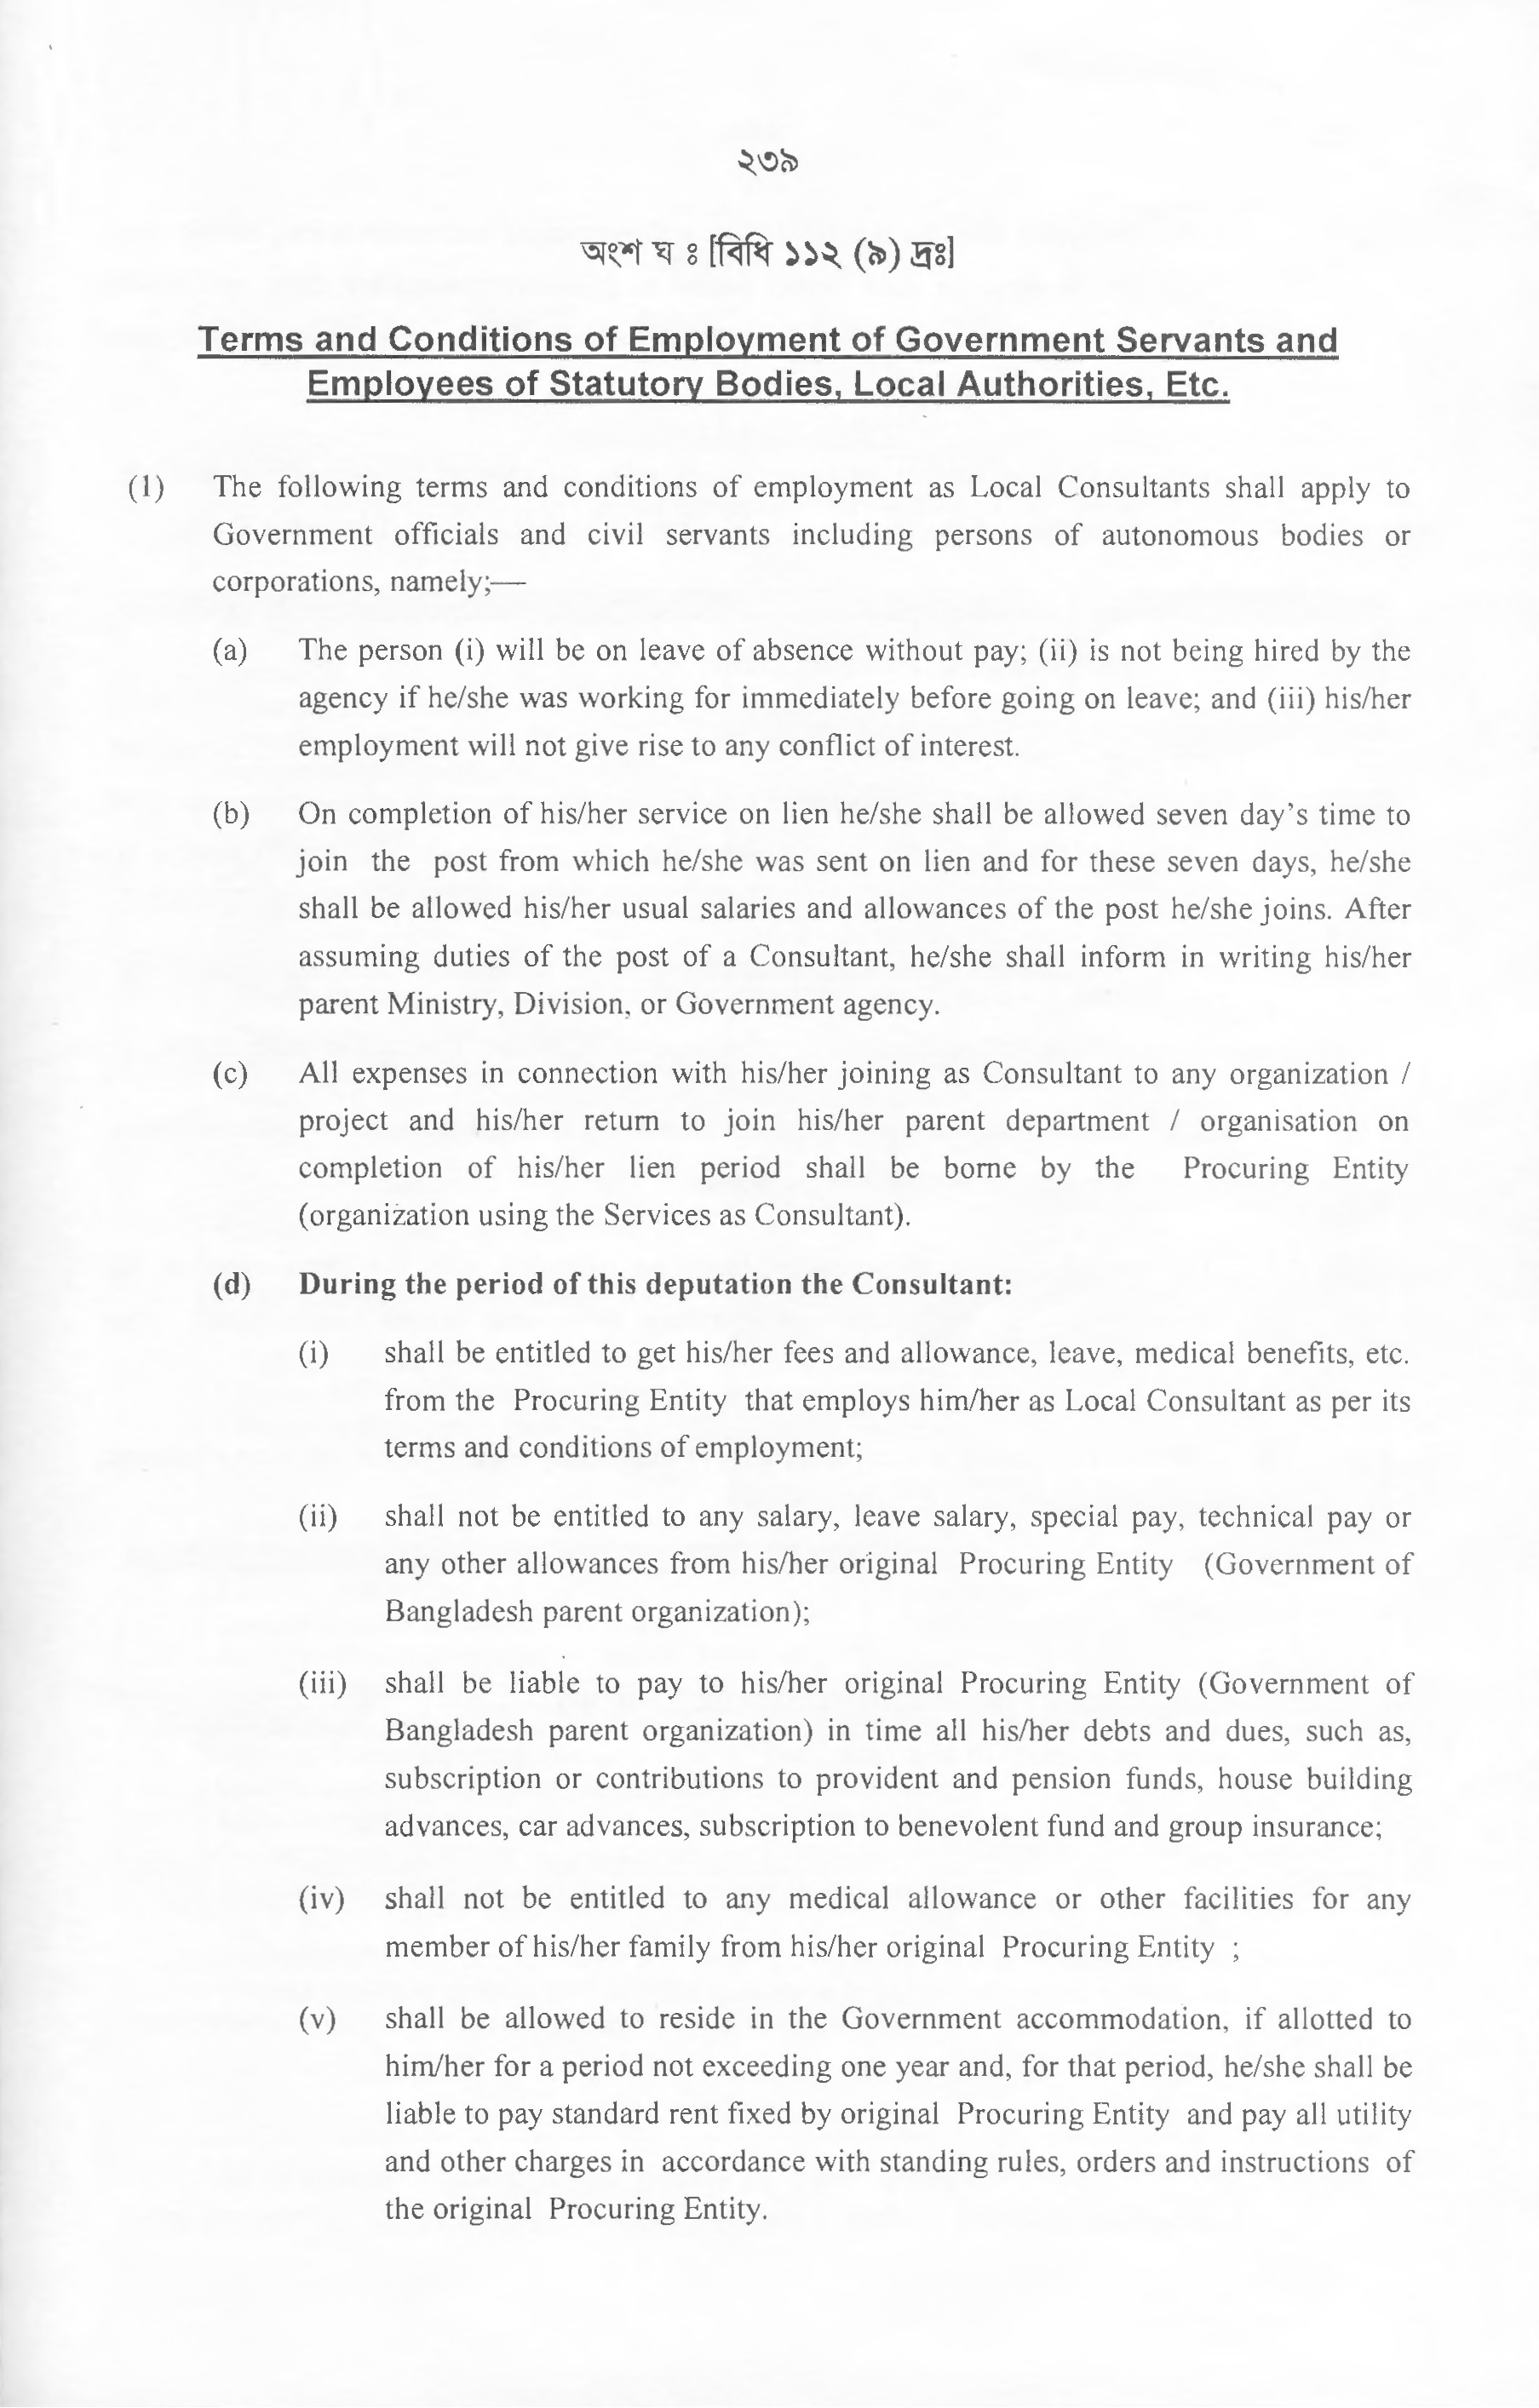 ২৩৯
অংশ ঘ ঃ [বিধি ১১২ (৯) দ্রঃ]
Terms and Conditions of Employment of Government Servants and
Employees of Statutory Bodies, Local Authorities, Etc.
(1) The following terms and conditions of employment as Local Consultants shall apply to
Government officials and civil servants including persons of autonomous bodies or
corporations, namely;—
(a) The person (i) will be on leave of absence without pay; (ii) is not being hired by the
agency if he/she was working for immediately before going on leave; and (iii) his/her
employment will not give rise to any conflict of interest.
(b) On completion of his/her service on lien he/she shall be allowed seven day's time to
join the post from which he/she was sent on lien and for these seven days, he/she
shall be allowed his/her usual salaries and allowances of the post he/she joins. After
assuming duties of the post of a Consultant, he/she shall inform in writing his/her
parent Ministry, Division, or Government agency.
(c) All expenses in connection with his/her joining as Consultant to any organization /
project and his/her return to join his/her parent department / organisation on
completion of his/her lien period shall be borne by the Procuring Entity
(organization using the Services as Consultant).
(d) During the period of this deputation the Consultant:
(i) shall be entitled to get his/her fees and allowance, leave, medical benefits, etc.
from the Procuring Entity that employs him/her as Local Consultant as per its
terms and conditions of employment;
(ii) shall not be entitled to any salary, leave salary, special pay, technical pay or
any other allowances from his/her original Procuring Entity (Government of
Bangladesh parent organization);
(iii) shall be liable to pay to his/her original Procuring Entity (Government of
Bangladesh parent organization) in time all his/her debts and dues, such as,
subscription or contributions to provident and pension funds, house building
advances, car advances, subscription to benevolent fund and group insurance;
(iv) shall not be entitled to any medical allowance or other facilities for any
member of his/her family from his/her original Procuring Entity ;
(v) shall be allowed to reside in the Government accommodation, if allotted to
him/her for a period not exceeding one year and, for that period, he/she shall be
liable to pay standard rent fixed by original Procuring Entity and pay all utility
and other charges in accordance with standing rules, orders and instructions of
the original Procuring Entity.